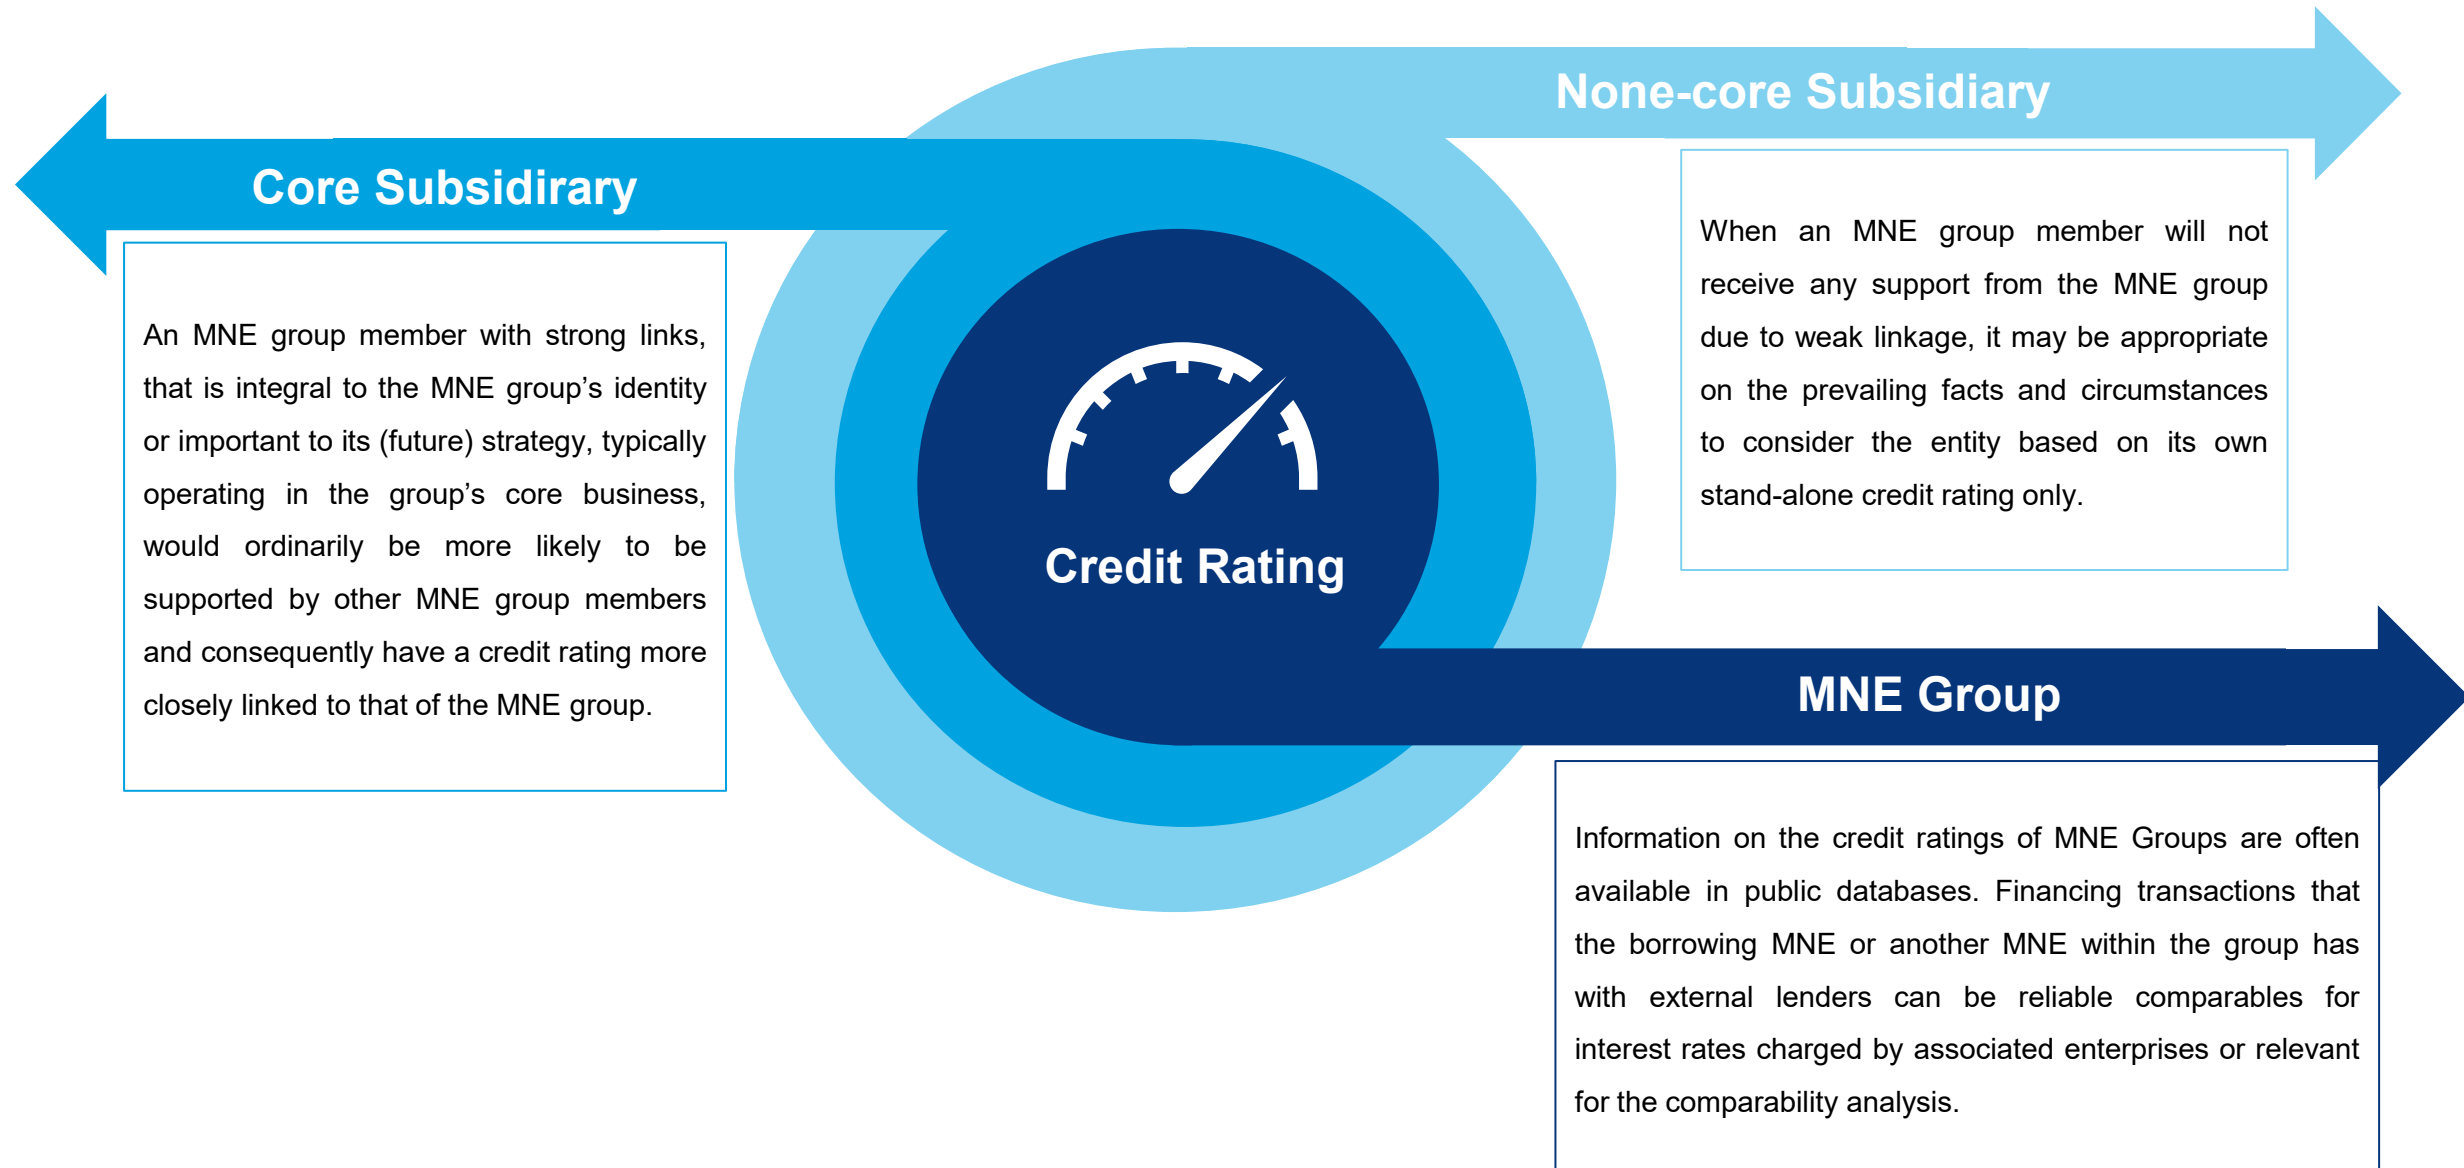 None-core Subsidiary
Core Subsidirary
When an MNE group member will not
receive any support from the MNE group
due to weak linkage, it may be appropriate
on the prevailing facts and circumstances
to consider the entity based on its own
stand-alone credit rating only.
An MNE group member with strong links,
that is integral to the MNE group’s identity
or important to its (future) strategy, typically
operating in the group’s core business,
would ordinarily be more likely to be
supported by other MNE group members
and consequently have a credit rating more
closely linked to that of the MNE group.
Credit Rating
MNE Group
Information on the credit ratings of MNE Groups are often
available in public databases. Financing transactions that
the borrowing MNE or another MNE within the group has
with external lenders can be reliable comparables for
interest rates charged by associated enterprises or relevant
for the comparability analysis.